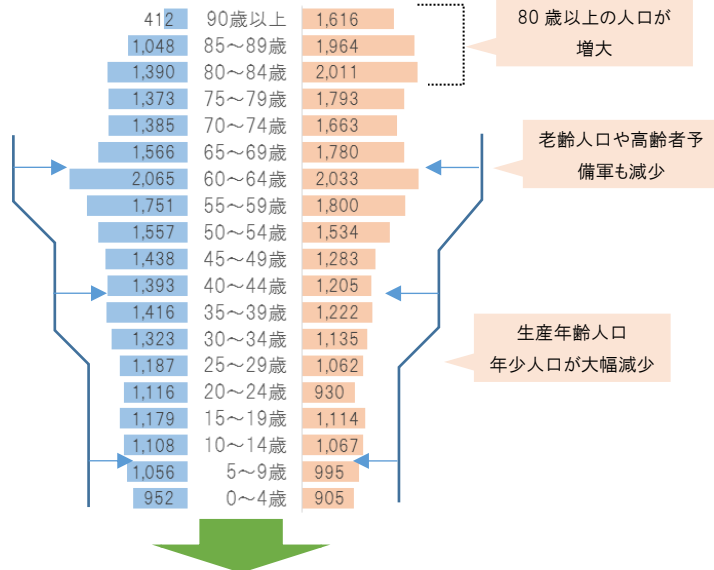 412 90歳以上 1,616
1,048 85～89歳 1,964
1,390 80～84歳 2,011
1,373 75～79歳 1,793
1,385 70～74歳 1,663
1,566 65～69歳 1,780
2,065 60～64歳 2,033
1,751 55～59歳 1,800
1,557 50～54歳 1,534
1,438 45～49歳 1,283
1,393 40～44歳 1,205
1,416 35～39歳 1,222
1,323 30～34歳 1,135
1,187 25～29歳 1,062
1,116 20～24歳 930
1,179 15～19歳 1,114
1,108 10～14歳 1,067
1,056 5～9歳 995
952 0～4歳 905
80 歳以上の人口が
増大
老齢人口や高齢者予
備軍も減少
生産年齢人口
年少人口が大幅減少